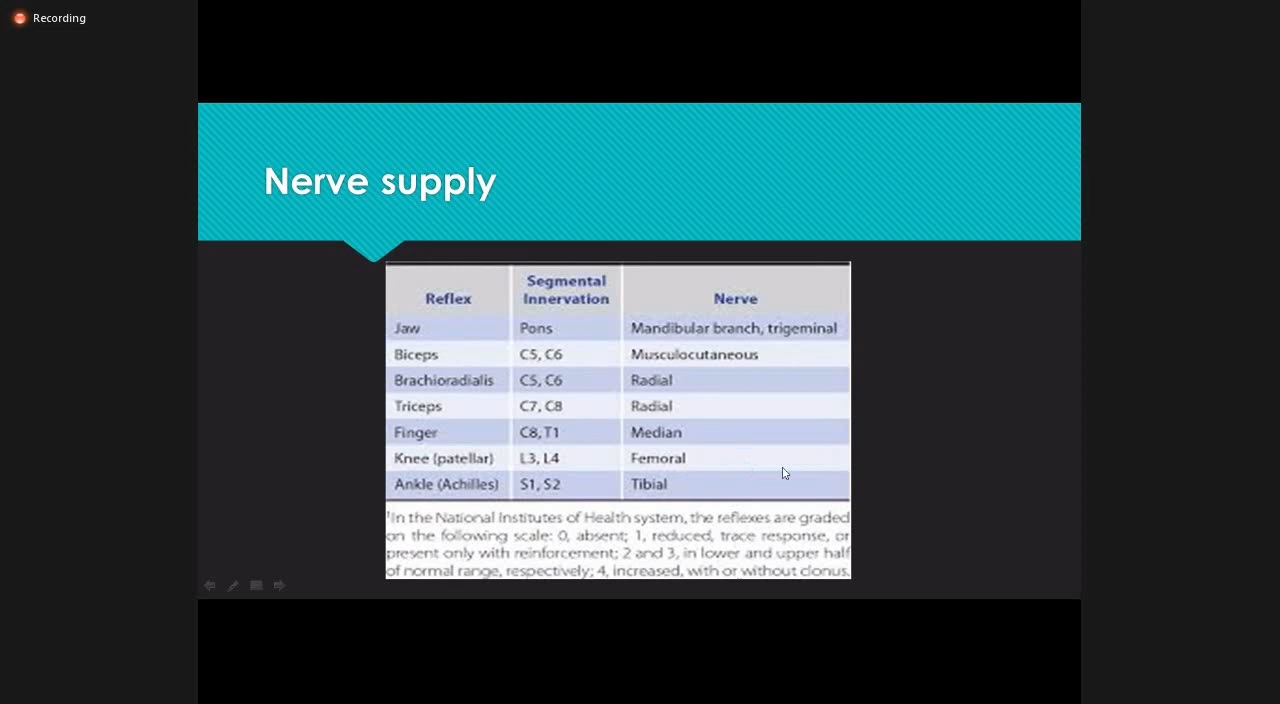 Recording
Nerve supply
Reflex Segmental Innervation Nerve
Jaw Pons Mandibular branch, trigeminal
Biceps C5, C6 Musculocutaneous
Brachioradialis C5, C6 Radial
Triceps C7, C8 Radial
Finger C8, T1 Median
Knee (patellar) L3, L4 Femoral
Ankle (Achilles) S1, S2 Tibial
¹In the National Institutes of Health system, the reflexes are graded
on the following scale: 0, absent; 1, reduced, trace response, or
present only with reinforcement; 2 and 3, in lower and upper half
of normal range, respectively; 4, increased, with or without clonus.